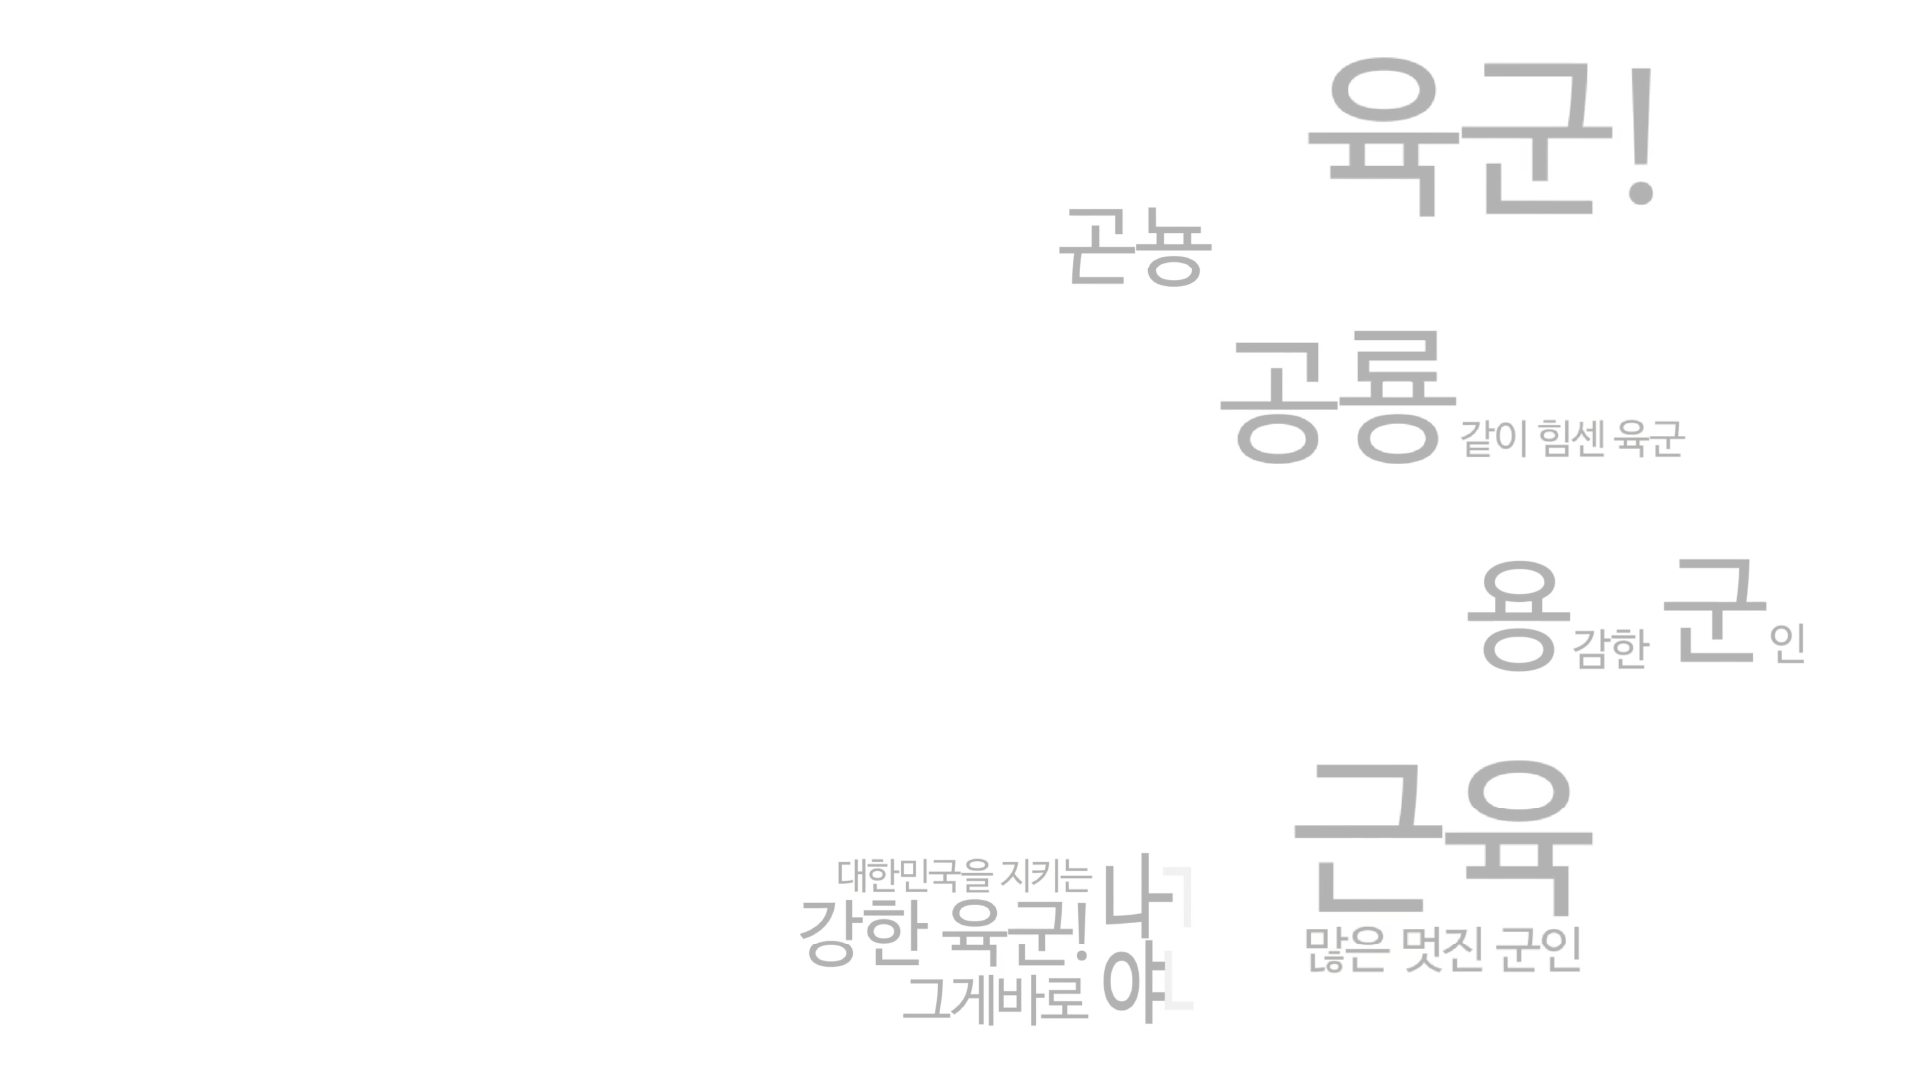 육군!
곤뇽
공룡같이 힘센 육군
용감한 군인
근육
많은 멋진 군인
대한민국을 지키는
강한 육군!
그게바로
나
야